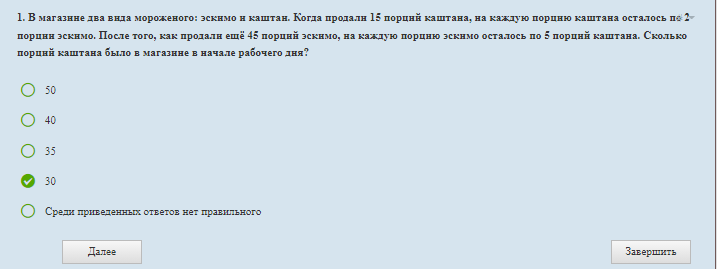 1. В магазине два вида мороженого: эскимо и каштан. Когда продали 15 порций каштана, на каждую порцию каштана осталось по 2
порции эскимо. После того, как продали ещё 45 порций эскимо, на каждую порцию эскимо осталось по 5 порций каштана. Сколько
порций каштана было в магазине в начале рабочего дня?
50
40
35
30
Среди приведенных ответов нет правильного
Далее
Завершить